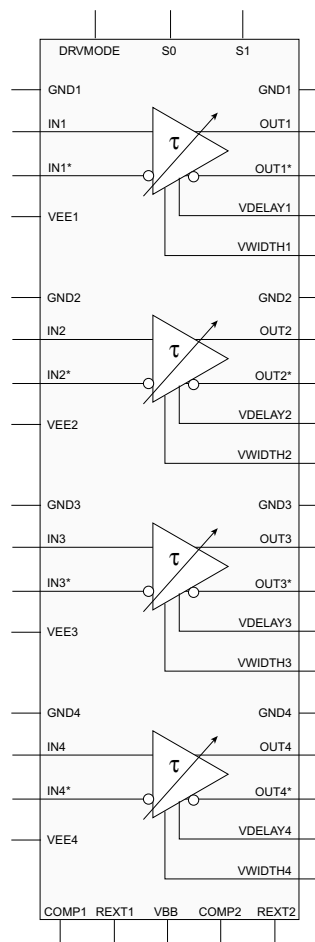 DRVMODE S0 S1
GND1 GND1
IN1 OUT1
τ
IN1* OUT1*
VEE1 VDELAY1
VWIDTH1
GND2 GND2
IN2 OUT2
τ
IN2* OUT2*
VEE2 VDELAY2
VWIDTH2
GND3 GND3
IN3 OUT3
τ
IN3* OUT3*
VEE3 VDELAY3
VWIDTH3
GND4 GND4
IN4 OUT4
τ
IN4* OUT4*
VEE4 VDELAY4
VWIDTH4
COMP1 REXT1 VBB COMP2 REXT2